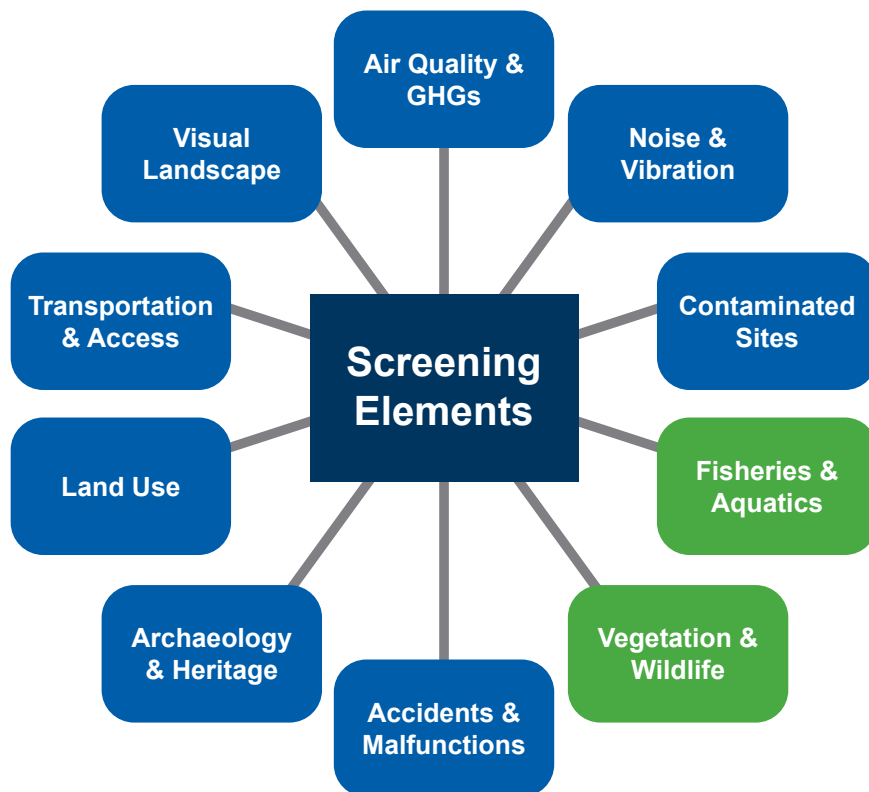 Air Quality &
GHGs
Visual
Landscape
Noise &
Vibration
Transportation
& Access
Contaminated
Sites
Screening
Elements
Land Use
Fisheries &
Aquatics
Archaeology
& Heritage
Vegetation &
Wildlife
Accidents &
Malfunctions